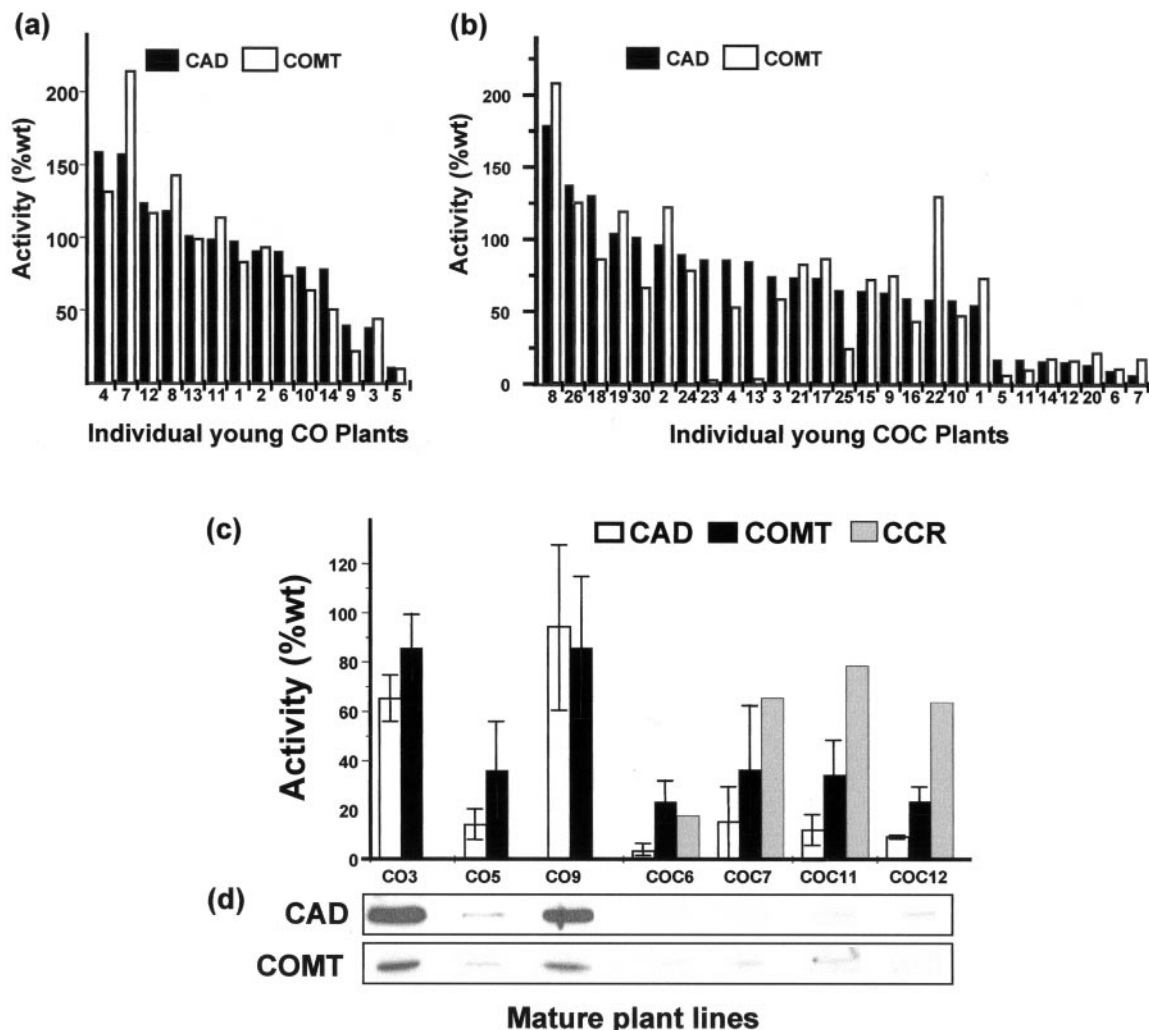 (a)
CAD COMT
Activity (%wt)
200
150
100
50
4 7 12 8 13 11 1 2 6 10 14 9 3 5
Individual young CO Plants
(b)
CAD COMT
Activity (%wt)
200
150
100
50
0
8 26 18 19 30 2 24 23 4 13 3 21 17 25 15 9 16 22 10 1 5 11 14 12 20 6 7
Individual young COC Plants
(c)
CAD COMT CCR
Activity (%wt)
120
100
80
60
40
20
0
CO3 CO5 CO9 COC6 COC7 COC11 COC12
(d)
CAD
COMT
Mature plant lines